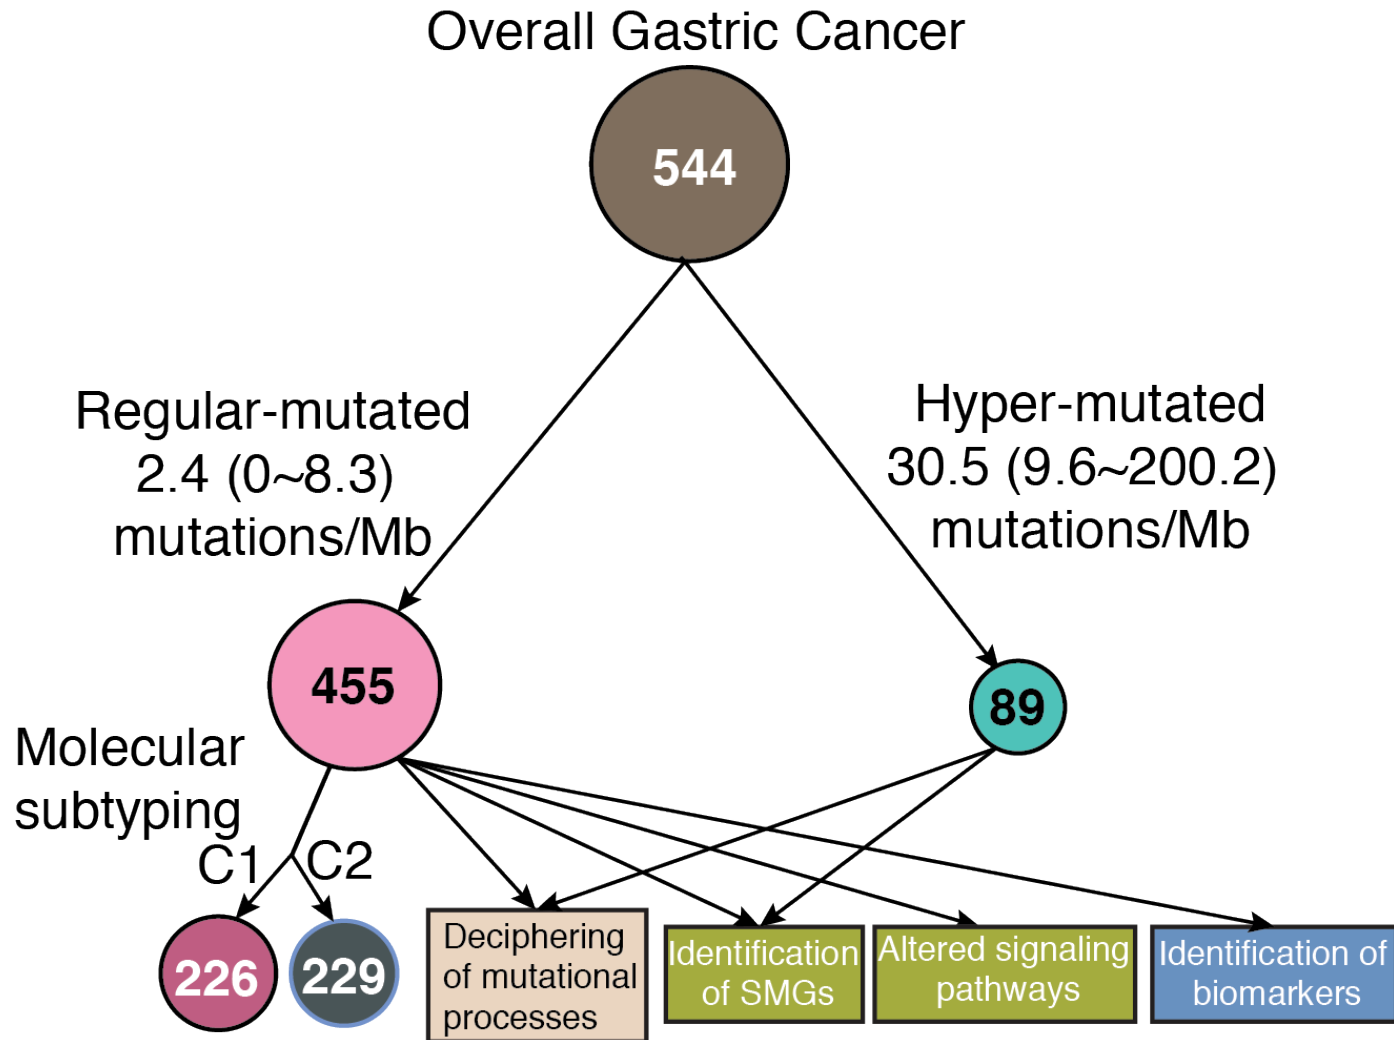 Overall Gastric Cancer
544
Regular-mutated
2.4 (0~8.3)
mutations/Mb
Hyper-mutated
30.5 (9.6~200.2)
mutations/Mb
455
89
Molecular
subtyping
C1
C2
226
229
Deciphering
of mutational
processes
Identification
of SMGs
Altered signaling
pathways
Identification of
biomarkers